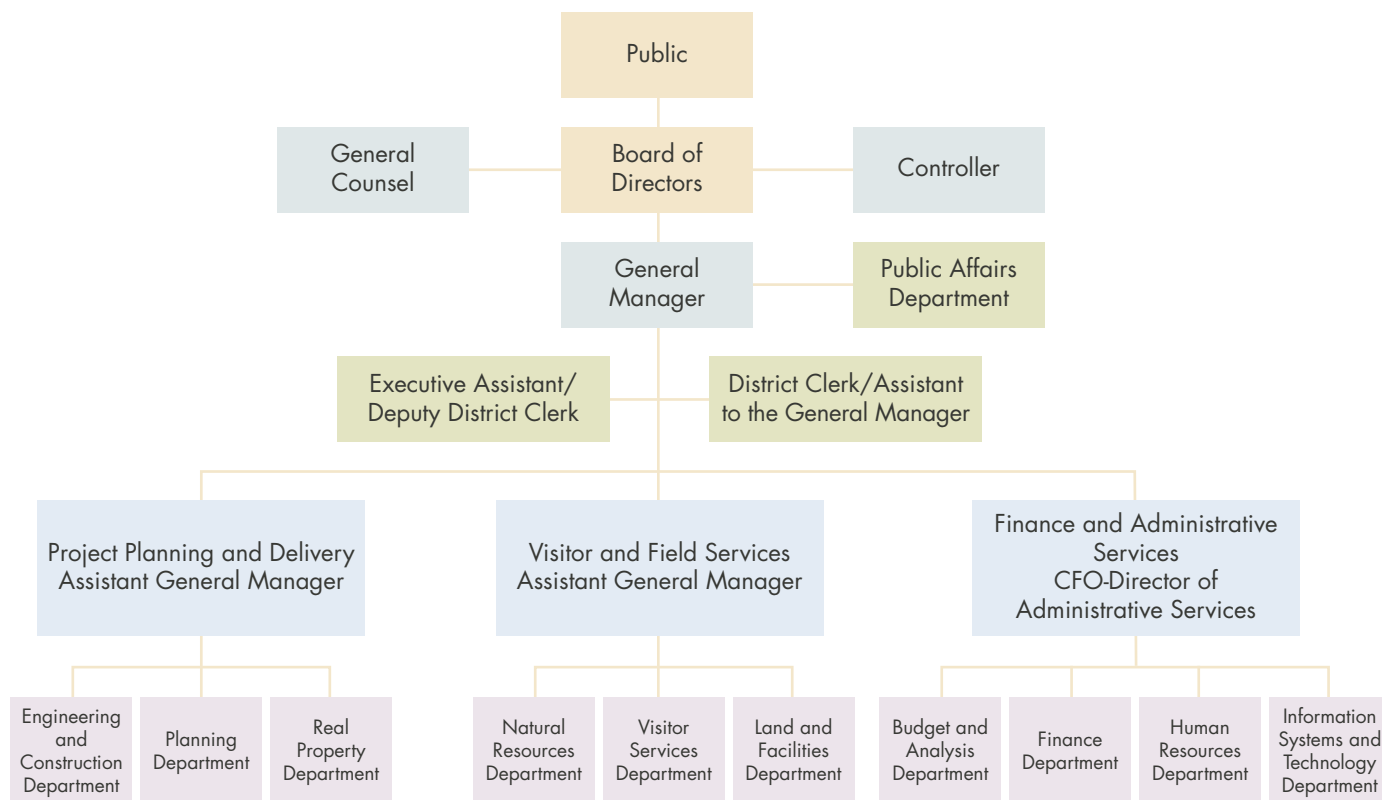 Public
General
Counsel
Board of
Directors
Controller
General
Manager
Public Affairs
Department
Executive Assistant/
Deputy District Clerk
District Clerk/Assistant
to the General Manager
Project Planning and Delivery
Assistant General Manager
Visitor and Field Services
Assistant General Manager
Finance and Administrative
Services
CFO-Director of
Administrative Services
Engineering
and
Construction
Department
Planning
Department
Real
Property
Department
Natural
Resources
Department
Visitor
Services
Department
Land and
Facilities
Department
Budget and
Analysis
Department
Finance
Department
Human
Resources
Department
Information
Systems and
Technology
Department